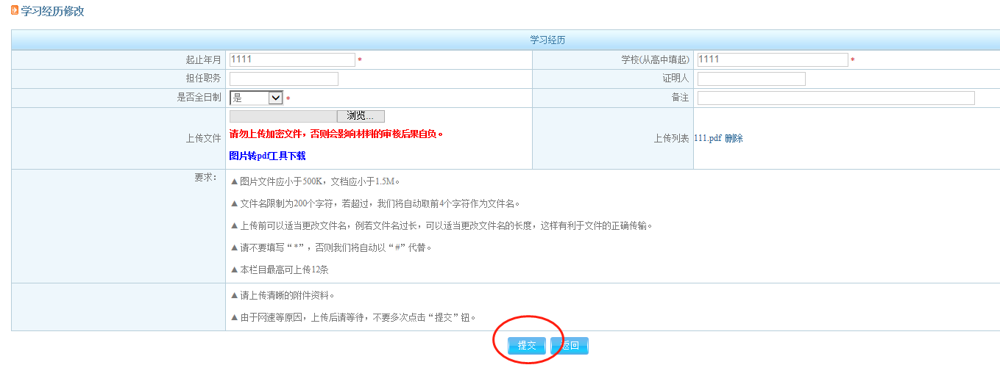 学习经历修改
学习经历
起止年月 1111 * 学校(从高中填起) 1111 *
担任职务 证明人
是否全日制 是 * 备注
浏览...
上传文件 请勿上传加密文件，否则会影响材料的审核后果自负。 上传列表 111.pdf 删除
图片转pdf工具下载
要求： ▲图片文件应小于500K，文档应小于1.5M。
▲文件名限制为200个字符，若超过，我们将自动取前4个字符作为文件名。
▲上传前可以适当更改文件名，例若文件名过长，可以适当更改文件名的长度，这样有利于文件的正确传输。
▲请不要填写“*”，否则我们将自动以“#”代替。
▲本栏目最高可上传12条
▲请上传清晰的附件资料。
▲由于网速等原因，上传后请等待，不要多次点击“提交”钮。
提交 返回